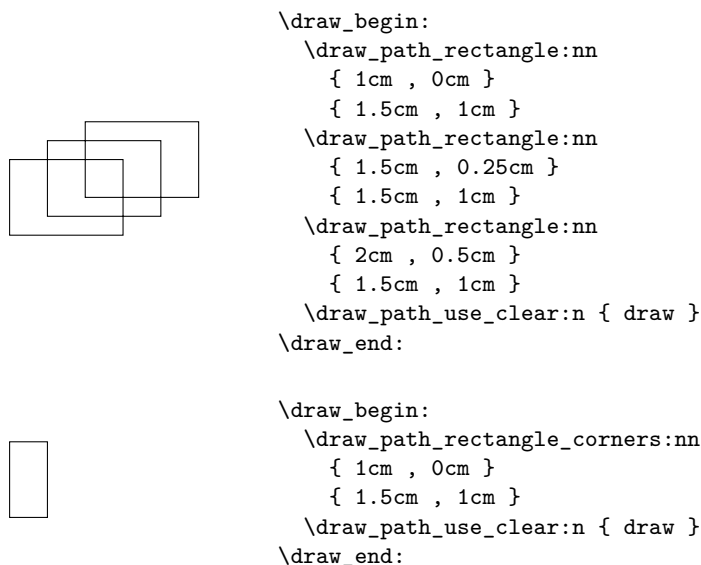 \draw_begin:
  \draw_path_rectangle:nn
    { 1cm , 0cm }
    { 1.5cm , 1cm }
  \draw_path_rectangle:nn
    { 1.5cm , 0.25cm }
    { 1.5cm , 1cm }
  \draw_path_rectangle:nn
    { 2cm , 0.5cm }
    { 1.5cm , 1cm }
  \draw_path_use_clear:n { draw }
\draw_end:
\draw_begin:
  \draw_path_rectangle_corners:nn
    { 1cm , 0cm }
    { 1.5cm , 1cm }
  \draw_path_use_clear:n { draw }
\draw_end: